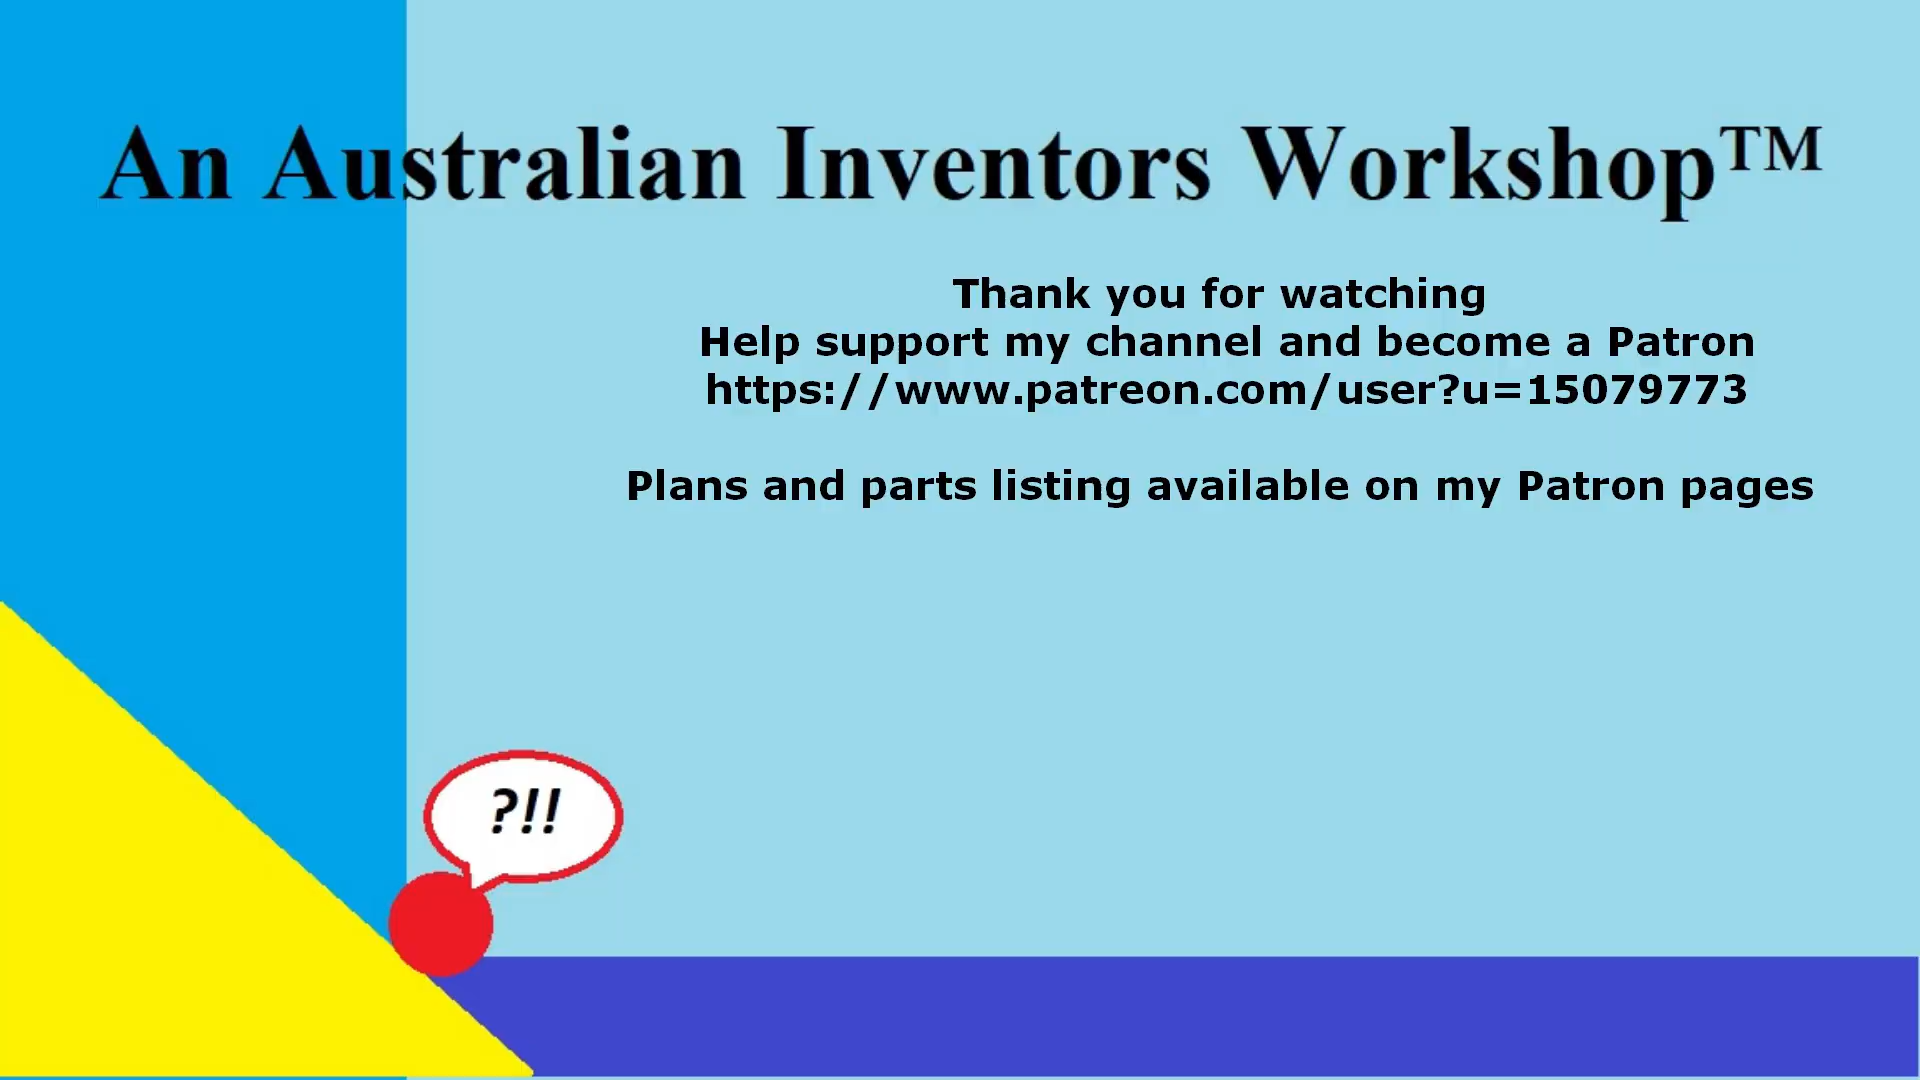 An Australian Inventors Workshop™
Thank you for watching
Help support my channel and become a Patron
https://www.patreon.com/user?u=15079773
Plans and parts listing available on my Patron pages
?!!